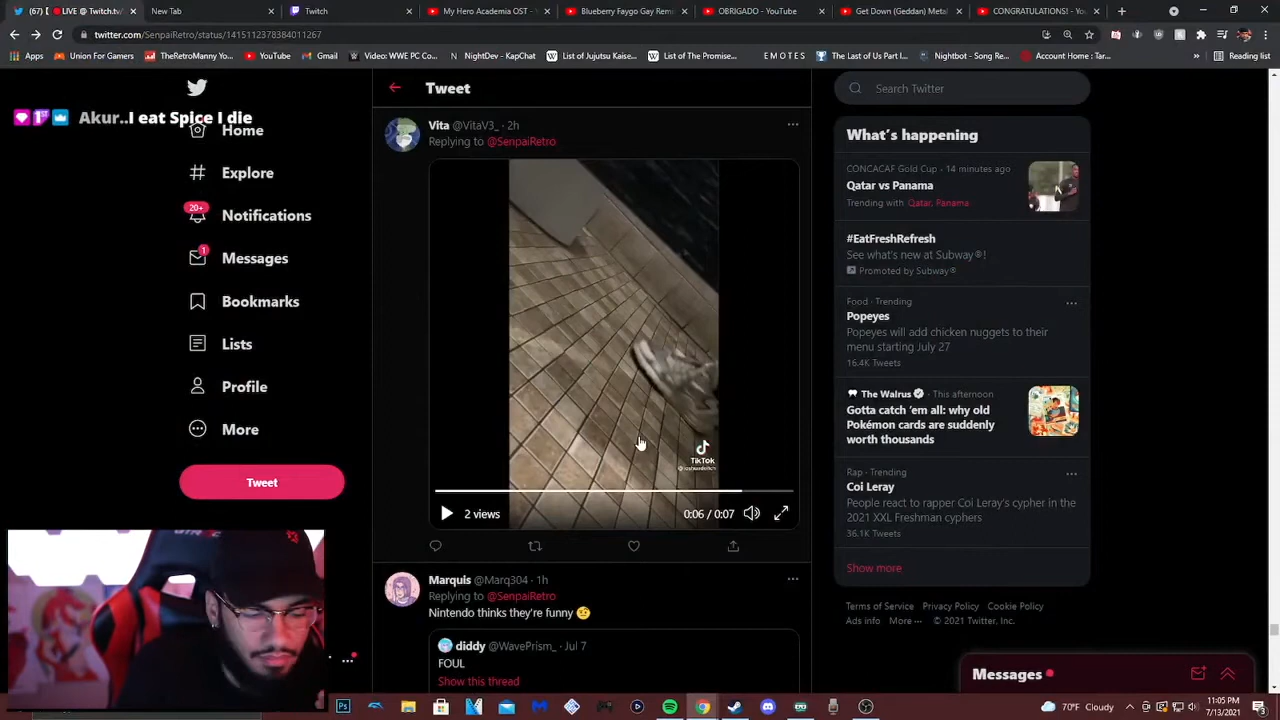 (67) [🔴LIVE @ Twitch.tv/
New Tab
Twitch
My Hero Academia OST -
Blueberry Faygo Gay Remi
OBRIGADO - YouTube
Get Down (Geddan) Metal
CONGRATULATIONS! - Yo
twitter.com/SenpaiRetro/status/1415112378384011267
Apps
Union For Gamers
TheRetroManny Yo
YouTube
Gmail
Video: WWE PC Co...
NightDev - KapChat
List of Jujutsu Kaise...
List of The Promise...
E M O T E S
The Last of Us Part I...
Nightbot - Song Re...
Account Home : Tar...
»
Reading list
Akur..I eat Spice I die
Home
Explore
20+
Notifications
1
Messages
Bookmarks
Lists
Profile
More
Tweet
Tweet
Vita @VitaV3_ · 2h
Replying to @SenpaiRetro
TikTok
2 views
0:06 / 0:07
Marquis @Marq304 · 1h
Replying to @SenpaiRetro
Nintendo thinks they're funny 🤨
diddy @WavePrism_ · Jul 7
FOUL
Show this thread
Search Twitter
What's happening
CONCACAF Gold Cup · 14 minutes ago
Qatar vs Panama
Trending with Qatar, Panama
#EatFreshRefresh
See what's new at Subway®!
Promoted by Subway®
Food · Trending
Popeyes
Popeyes will add chicken nuggets to their
menu starting July 27
16.4K Tweets
The Walrus · This afternoon
Gotta catch 'em all: why old
Pokémon cards are suddenly
worth thousands
Rap · Trending
Coi Leray
People react to rapper Coi Leray's cypher in the
2021 XXL Freshman cyphers
36.1K Tweets
Show more
Terms of Service Privacy Policy Cookie Policy
Ads info More ··· © 2021 Twitter, Inc.
Messages
70°F Cloudy
11:05 PM
7/13/2021